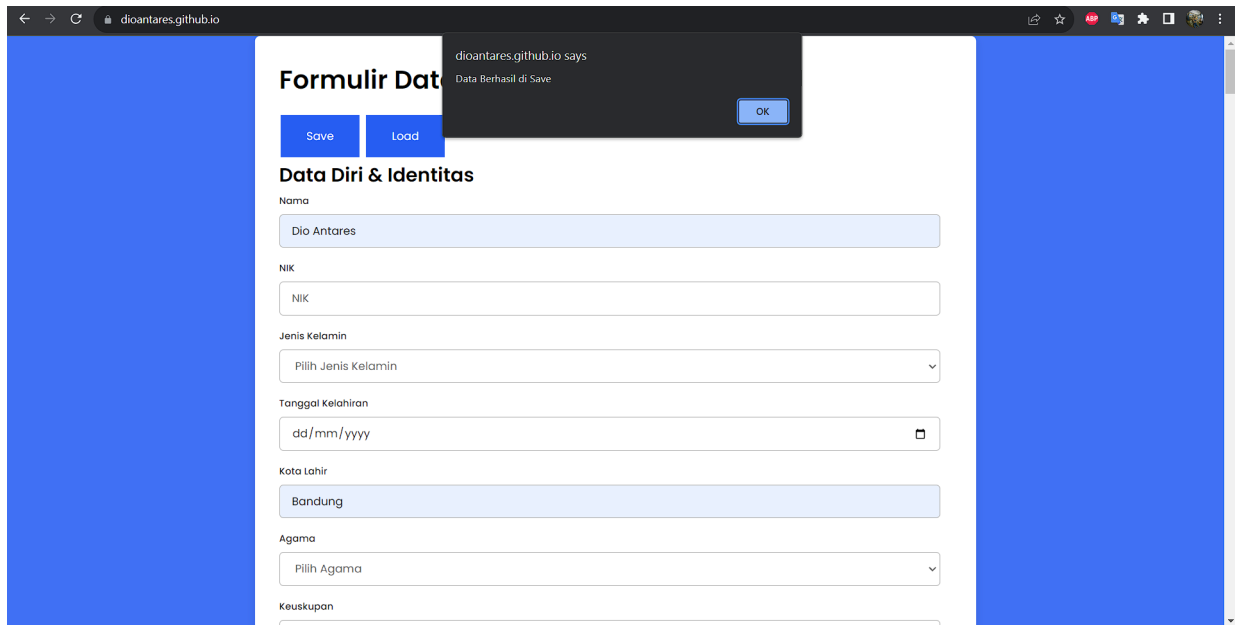 dioantares.github.io
ABP
dioantares.github.io says
Data Berhasil di Save
OK
Formulir Dat
Save
Load
Data Diri & Identitas
Nama
Dio Antares
NIK
NIK
Jenis Kelamin
Pilih Jenis Kelamin
Tanggal Kelahiran
dd/mm/yyyy
Kota Lahir
Bandung
Agama
Pilih Agama
Keuskupan